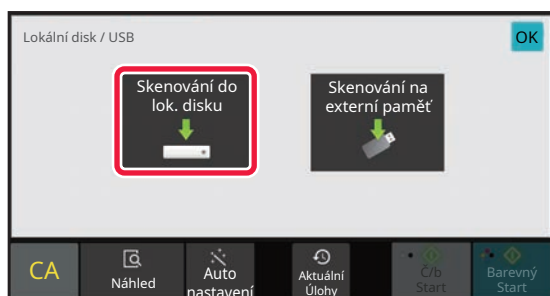 Lokální disk / USB
OK
Skenování do
lok. disku
Skenování na
externí paměť
CA
Náhled
Auto
nastavení
Aktuální
Úlohy
Č/b
Start
Barevný
Start